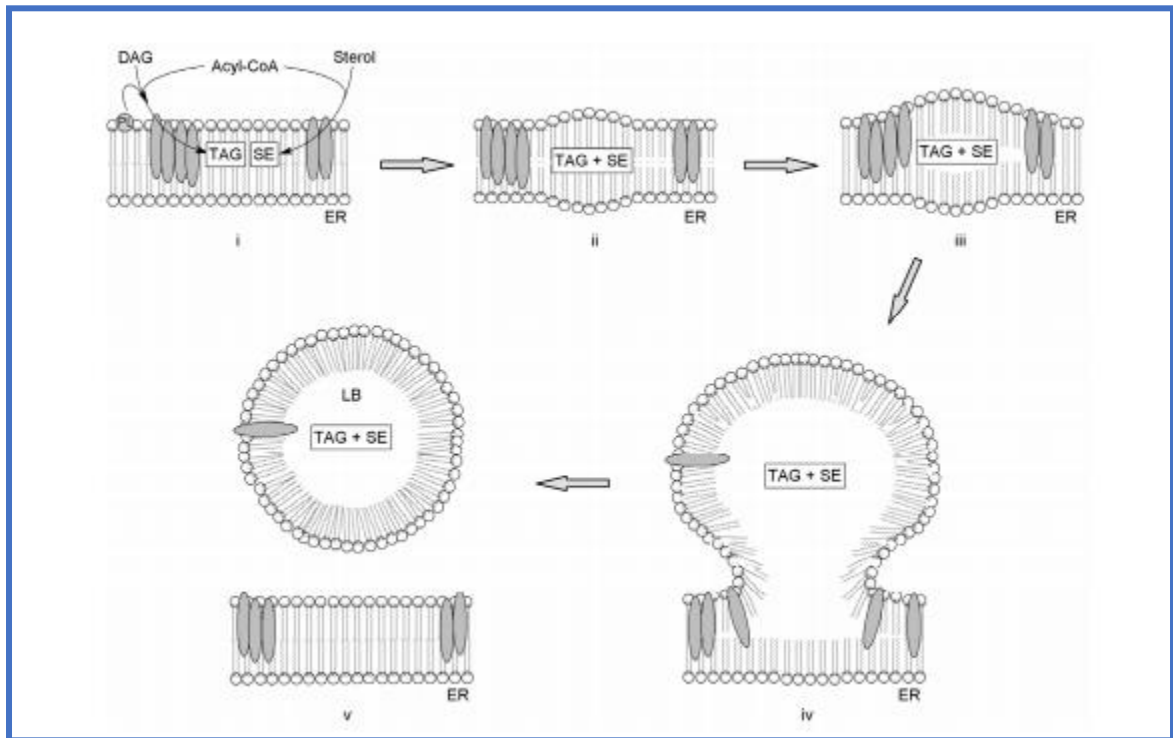 DAG
Acyl-CoA
Sterol
TAG
SE
ER
i
TAG + SE
ER
ii
TAG + SE
ER
iii
LB
TAG + SE
ER
v
TAG + SE
ER
iv